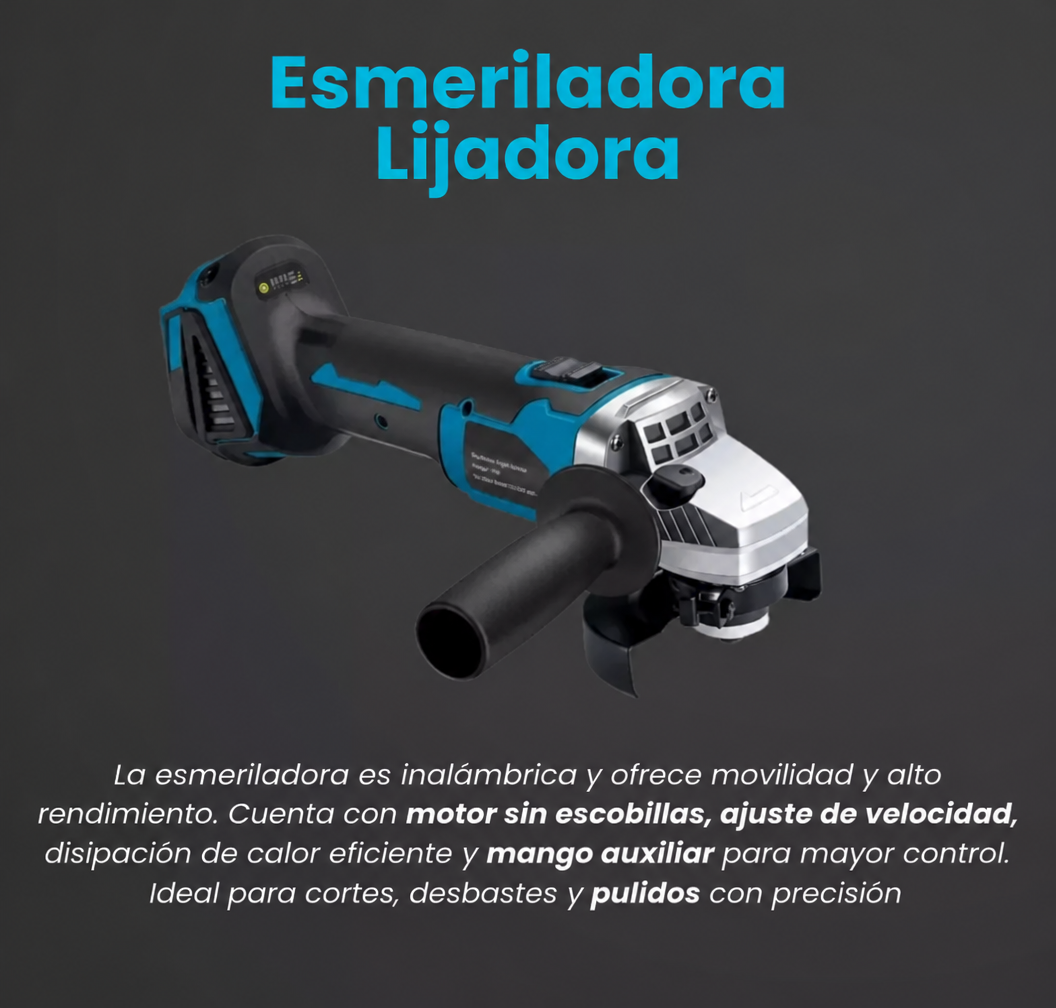 Esmeriladora
Lijadora
La esmeriladora es inalámbrica y ofrece movilidad y alto
rendimiento. Cuenta con motor sin escobillas, ajuste de velocidad,
disipación de calor eficiente y mango auxiliar para mayor control.
Ideal para cortes, desbastes y pulidos con precisión